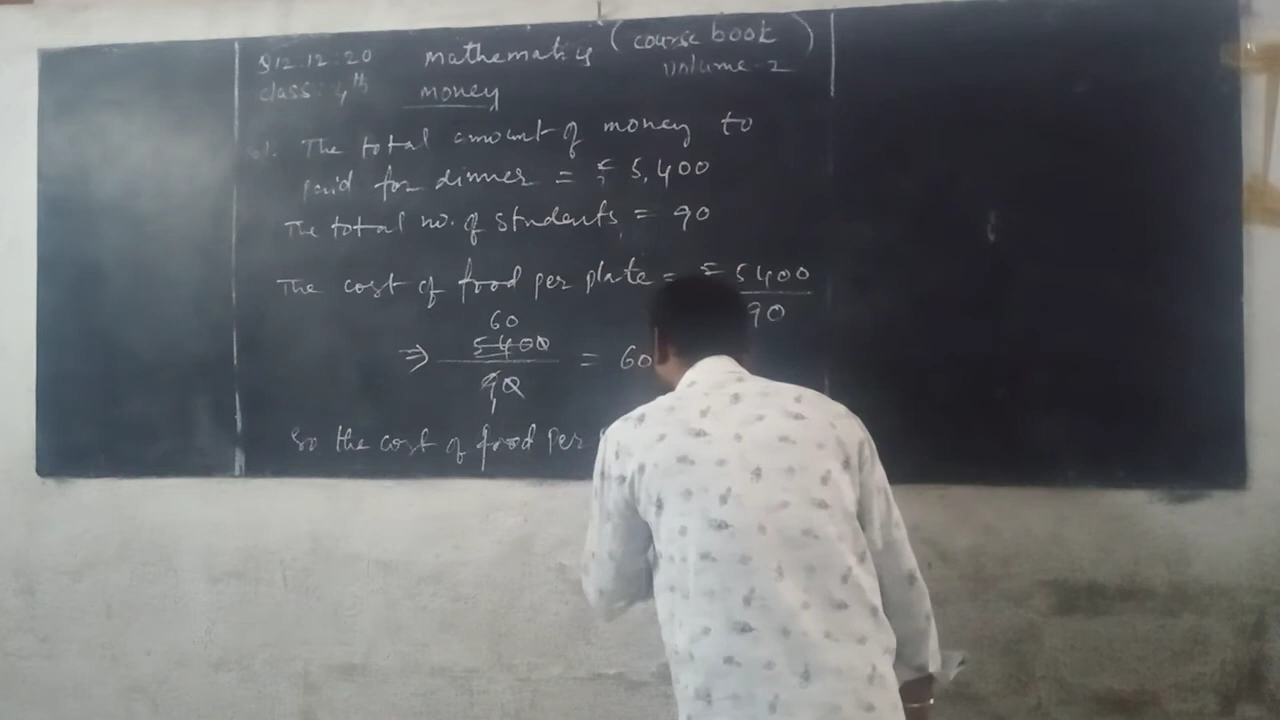 12.12.20 mathematics (course book
class: 4th volume-2
money
The total amount of money to
paid for dinner = ₹ 5,400
The total no. of students = 90
The cost of food per plate = ₹ 5400
90
60
⇒ 5400 = 60
90
1
So the cost of food per